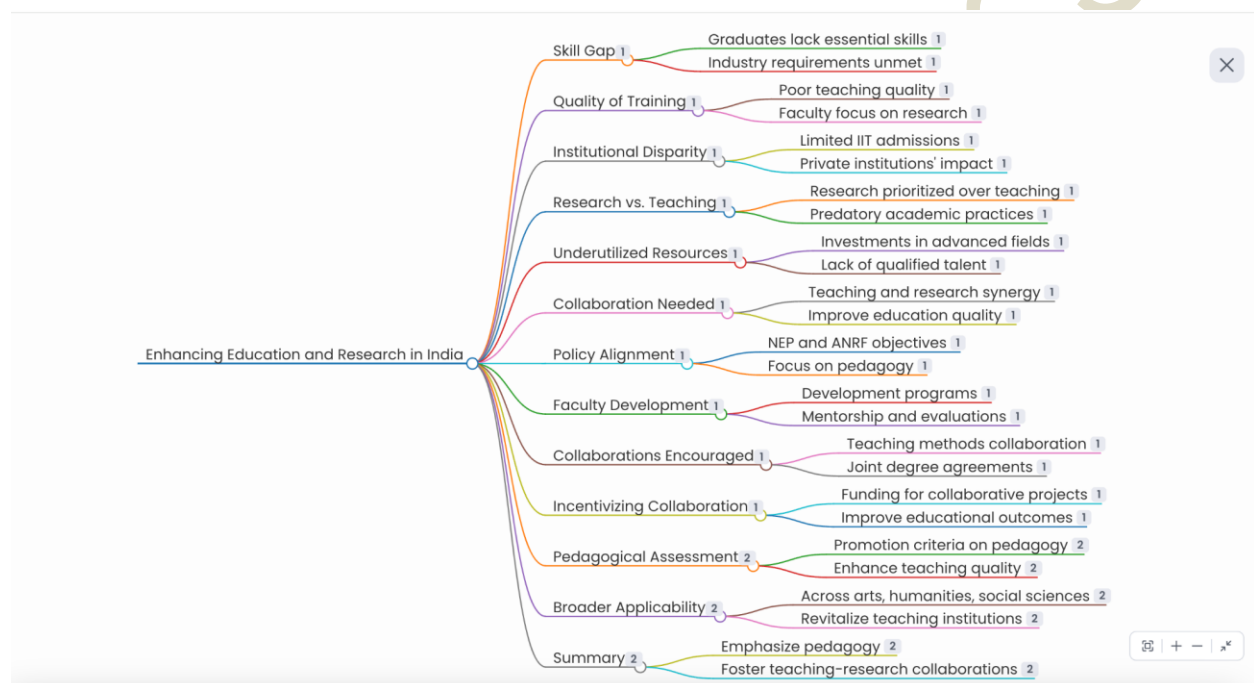 Enhancing Education and Research in India
Skill Gap 1
Graduates lack essential skills 1
Industry requirements unmet 1
Quality of Training 1
Poor teaching quality 1
Faculty focus on research 1
Institutional Disparity 1
Limited IIT admissions 1
Private institutions' impact 1
Research vs. Teaching 1
Research prioritized over teaching 1
Predatory academic practices 1
Underutilized Resources 1
Investments in advanced fields 1
Lack of qualified talent 1
Collaboration Needed 1
Teaching and research synergy 1
Improve education quality 1
Policy Alignment 1
NEP and ANRF objectives 1
Focus on pedagogy 1
Faculty Development 1
Development programs 1
Mentorship and evaluations 1
Collaborations Encouraged 1
Teaching methods collaboration 1
Joint degree agreements 1
Incentivizing Collaboration 1
Funding for collaborative projects 1
Improve educational outcomes 1
Pedagogical Assessment 2
Promotion criteria on pedagogy 2
Enhance teaching quality 2
Broader Applicability 2
Across arts, humanities, social sciences 2
Revitalize teaching institutions 2
Summary 2
Emphasize pedagogy 2
Foster teaching-research collaborations 2